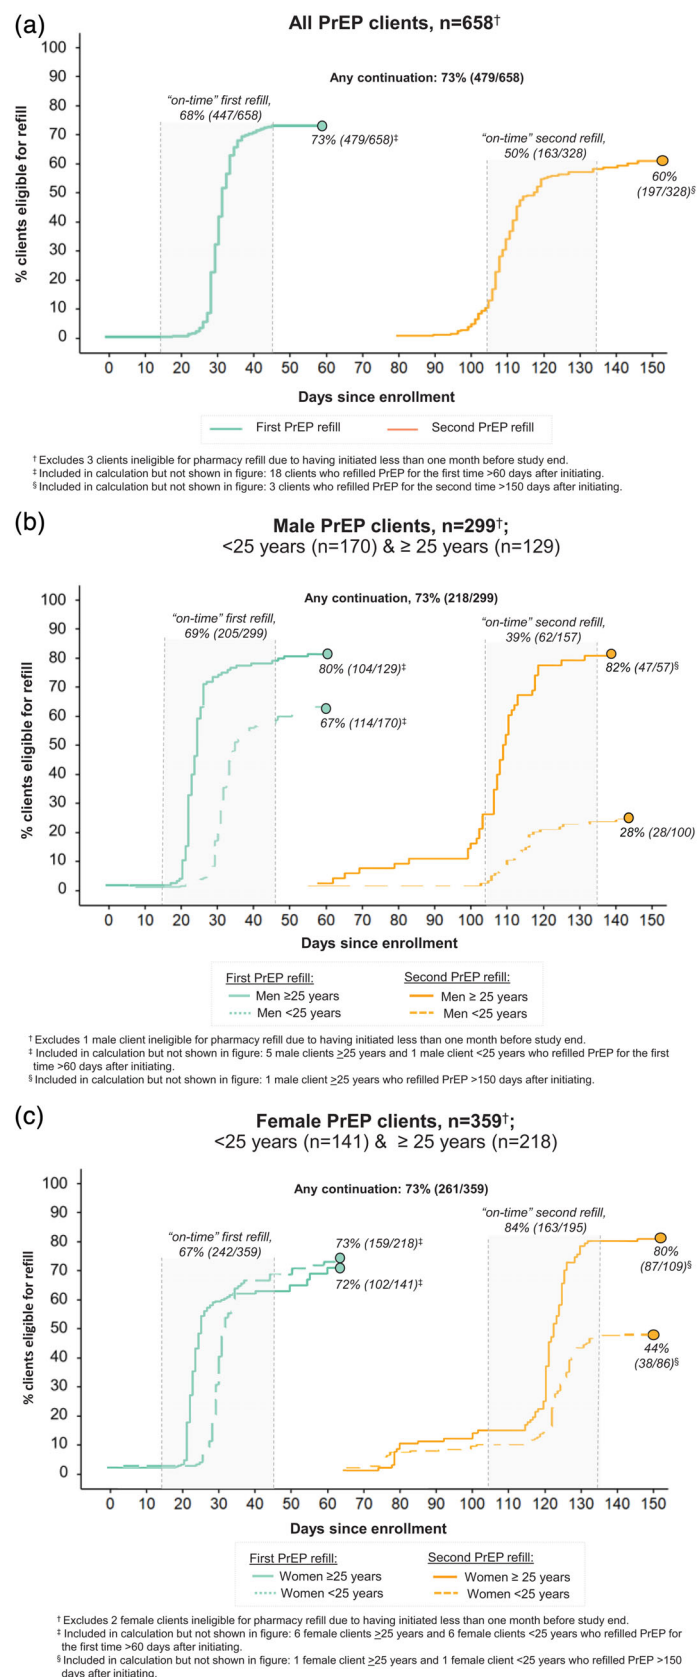 (a)
All PrEP clients, n=658†
100
90
80
70
60
50
40
30
20
10
0
% clients eligible for refill
Any continuation: 73% (479/658)
“on-time” first refill,
68% (447/658)
73% (479/658)‡
“on-time” second refill,
50% (163/328)
60%
(197/328)§
0 10 20 30 40 50 60 70 80 90 100 110 120 130 140 150
Days since enrollment
First PrEP refill Second PrEP refill
† Excludes 3 clients ineligible for pharmacy refill due to having initiated less than one month before study end.
‡ Included in calculation but not shown in figure: 18 clients who refilled PrEP for the first time >60 days after initiating.
§ Included in calculation but not shown in figure: 3 clients who refilled PrEP for the second time >150 days after initiating.
(b)
Male PrEP clients, n=299†;
<25 years (n=170) & ≥ 25 years (n=129)
100
90
80
70
60
50
40
30
20
10
0
% clients eligible for refill
Any continuation, 73% (218/299)
“on-time” first refill,
69% (205/299)
80% (104/129)‡
67% (114/170)‡
“on-time” second refill,
39% (62/157)
82% (47/57)§
28% (28/100)
0 10 20 30 40 50 60 70 80 90 100 110 120 130 140 150
Days since enrollment
First PrEP refill: Second PrEP refill:
Men ≥25 years Men ≥ 25 years
Men <25 years Men <25 years
† Excludes 1 male client ineligible for pharmacy refill due to having initiated less than one month before study end.
‡ Included in calculation but not shown in figure: 5 male clients ≥25 years and 1 male client <25 years who refilled PrEP for the first
time >60 days after initiating.
§ Included in calculation but not shown in figure: 1 male client ≥25 years who refilled PrEP >150 days after initiating.
(c)
Female PrEP clients, n=359†;
<25 years (n=141) & ≥ 25 years (n=218)
100
90
80
70
60
50
40
30
20
10
0
% clients eligible for refill
Any continuation: 73% (261/359)
“on-time” first refill,
67% (242/359)
73% (159/218)‡
72% (102/141)‡
“on-time” second refill,
84% (163/195)
80%
(87/109)§
44%
(38/86)§
0 10 20 30 40 50 60 70 80 90 100 110 120 130 140 150
Days since enrollment
First PrEP refill: Second PrEP refill:
Women ≥25 years Women ≥ 25 years
Women <25 years Women <25 years
† Excludes 2 female clients ineligible for pharmacy refill due to having initiated less than one month before study end.
‡ Included in calculation but not shown in figure: 6 female clients ≥25 years and 6 female clients <25 years who refilled PrEP for
the first time >60 days after initiating.
§ Included in calculation but not shown in figure: 1 female client ≥25 years and 1 female client <25 years who refilled PrEP >150
days after initiating.